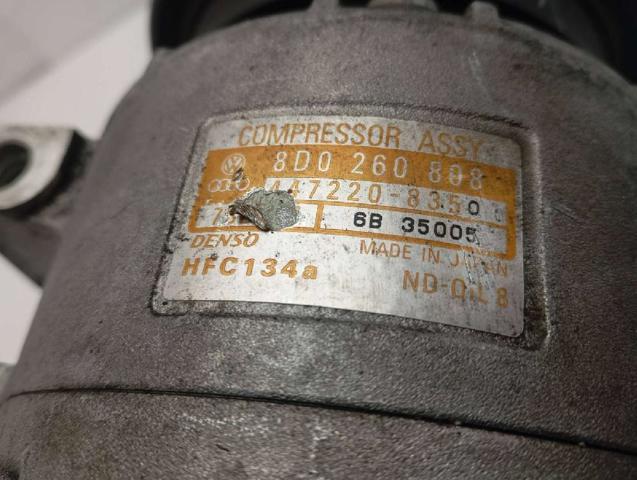 COMPRESSOR ASSY
8D0 260 808
447220-8350
6B 35005
DENSO MADE IN JAPAN
HFC134a ND-OiL 8